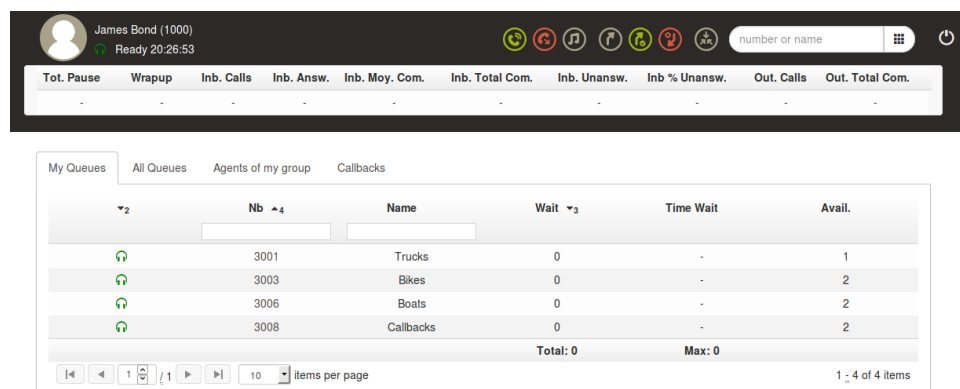 James Bond (1000)
Ready 20:26:53
number or name
Tot. Pause Wrapup Inb. Calls Inb. Answ. Inb. Moy. Com. Inb. Total Com. Inb. Unansw. Inb % Unansw. Out. Calls Out. Total Com.
- - - - - - - - - -
My Queues All Queues Agents of my group Callbacks
2 Nb 4 Name Wait 3 Time Wait Avail.
3001 Trucks 0 - 1
3003 Bikes 0 - 2
3006 Boats 0 - 2
3008 Callbacks 0 - 2
Total: 0 Max: 0
1 / 1 10 items per page 1 - 4 of 4 items